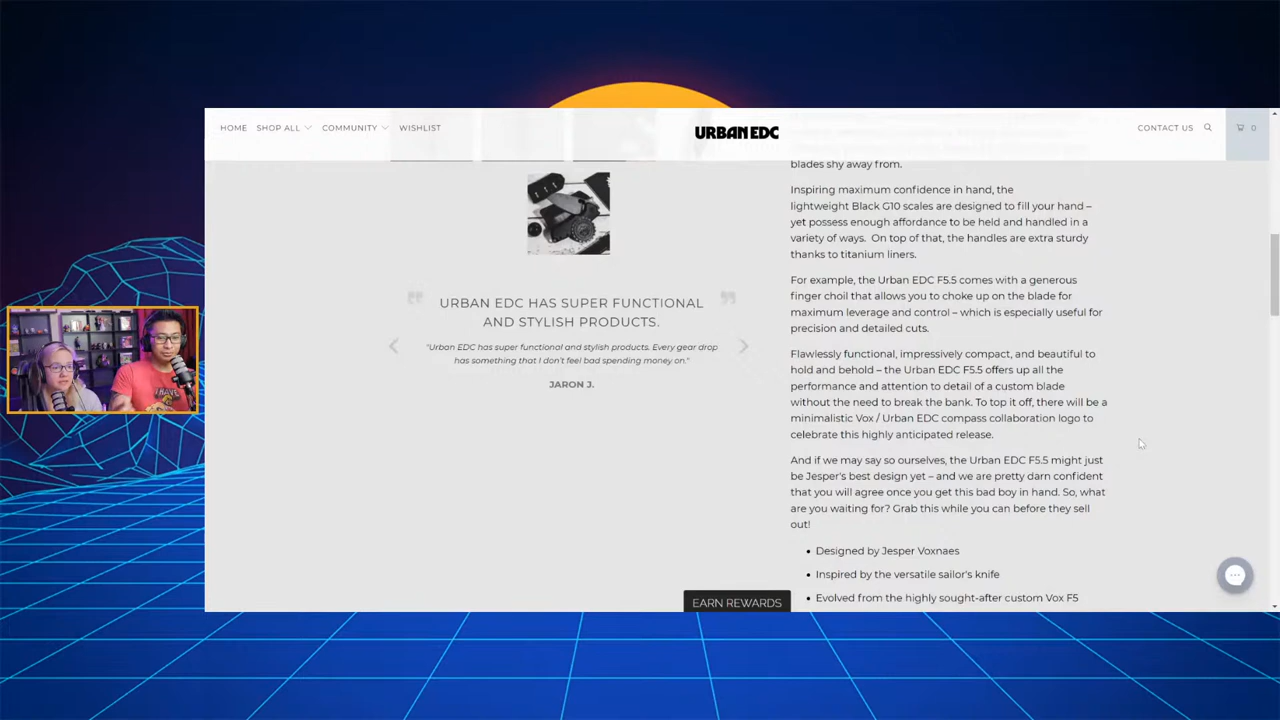 HOME SHOP ALL COMMUNITY WISHLIST
URBAN EDC
CONTACT US 0
URBAN EDC HAS SUPER FUNCTIONAL
AND STYLISH PRODUCTS.
"Urban EDC has super functional and stylish products. Every gear drop
has something that I don't feel bad spending money on."
JARON J.
blades shy away from.
Inspiring maximum confidence in hand, the
lightweight Black G10 scales are designed to fill your hand –
yet possess enough affordance to be held and handled in a
variety of ways. On top of that, the handles are extra sturdy
thanks to titanium liners.
For example, the Urban EDC F5.5 comes with a generous
finger choil that allows you to choke up on the blade for
maximum leverage and control – which is especially useful for
precision and detailed cuts.
Flawlessly functional, impressively compact, and beautiful to
hold and behold – the Urban EDC F5.5 offers up all the
performance and attention to detail of a custom blade
without the need to break the bank. To top it off, there will be a
minimalistic Vox / Urban EDC compass collaboration logo to
celebrate this highly anticipated release.
And if we may say so ourselves, the Urban EDC F5.5 might just
be Jesper's best design yet – and we are pretty darn confident
that you will agree once you get this bad boy in hand. So, what
are you waiting for? Grab this while you can before they sell
out!
• Designed by Jesper Voxnaes
• Inspired by the versatile sailor's knife
• Evolved from the highly sought-after custom Vox F5
EARN REWARDS